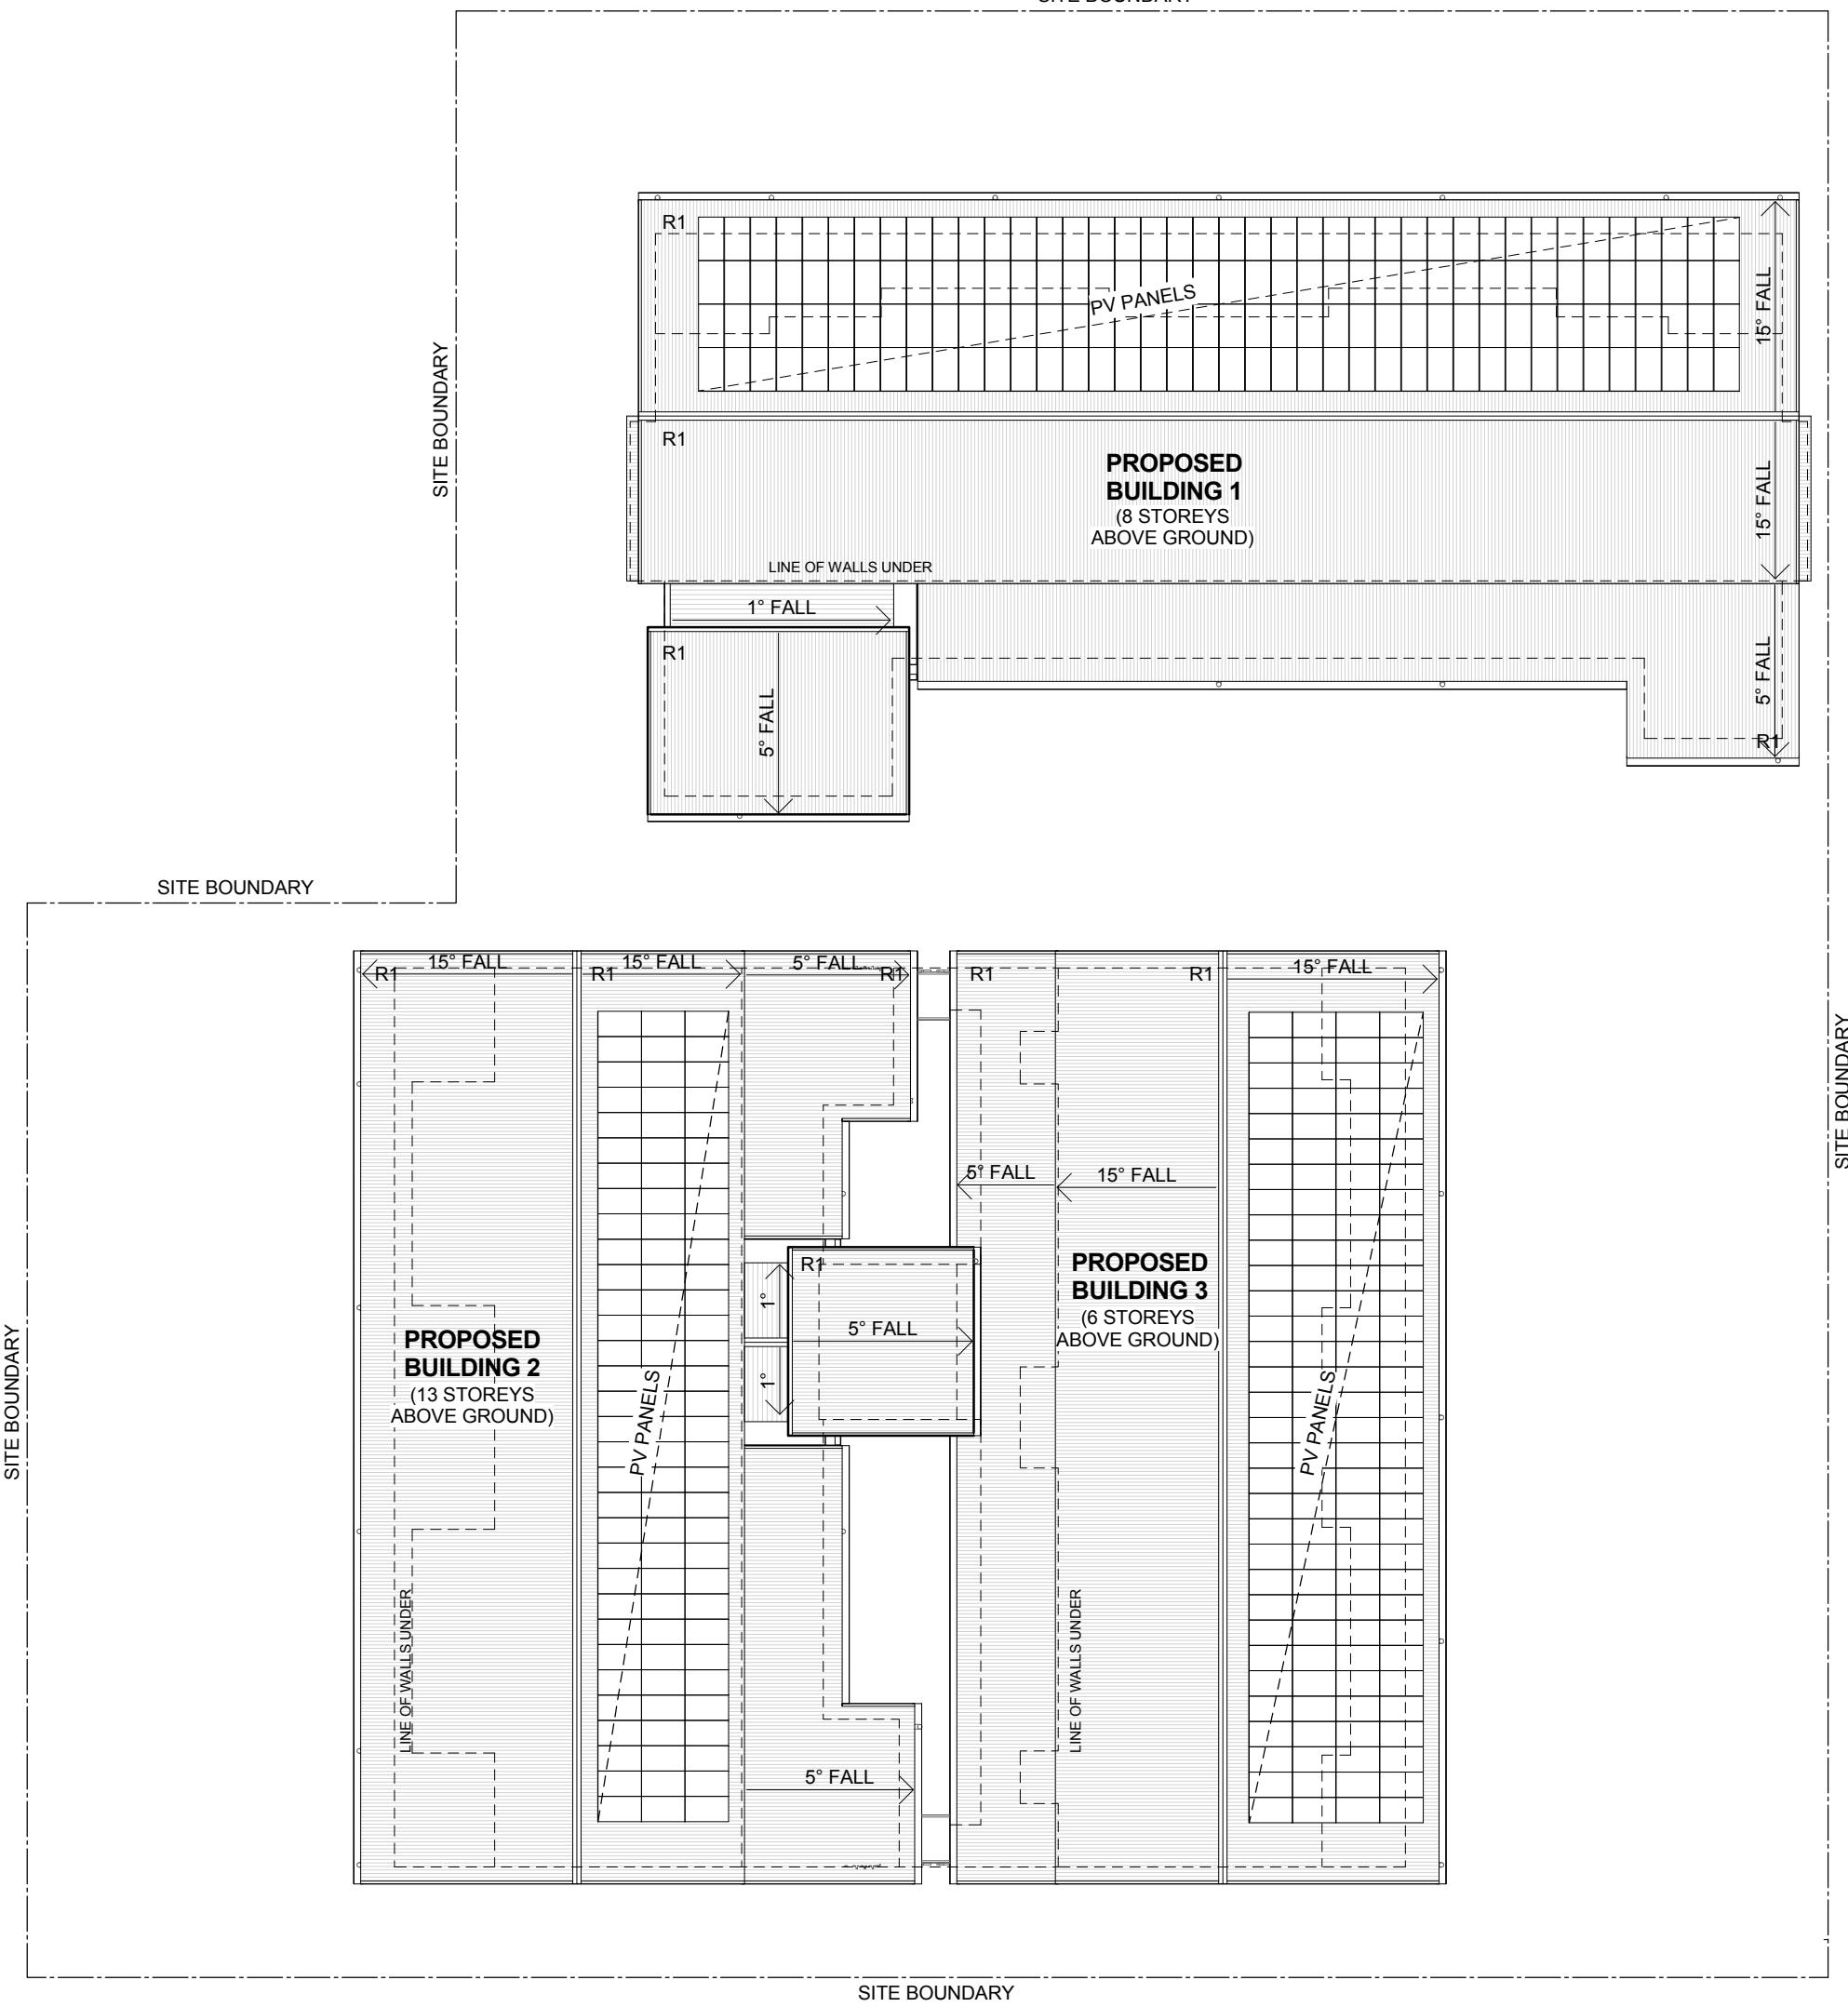 SITE BOUNDARY
R1
PV PANELS
15° FALL
SITE BOUNDARY
R1
PROPOSED
BUILDING 1
(8 STOREYS
ABOVE GROUND)
15° FALL
LINE OF WALLS UNDER
1° FALL
R1
5° FALL
5° FALL
R1
SITE BOUNDARY
R1
15° FALL
R1
15° FALL
5° FALL
R1
R1
R1
15° FALL
SITE BOUNDARY
5° FALL
15° FALL
R1
1°
5° FALL
1°
PROPOSED
BUILDING 3
(6 STOREYS
ABOVE GROUND)
SITE BOUNDARY
PROPOSED
BUILDING 2
(13 STOREYS
ABOVE GROUND)
PV PANELS
PV PANELS
LINE OF WALLS UNDER
LINE OF WALLS UNDER
5° FALL
SITE BOUNDARY